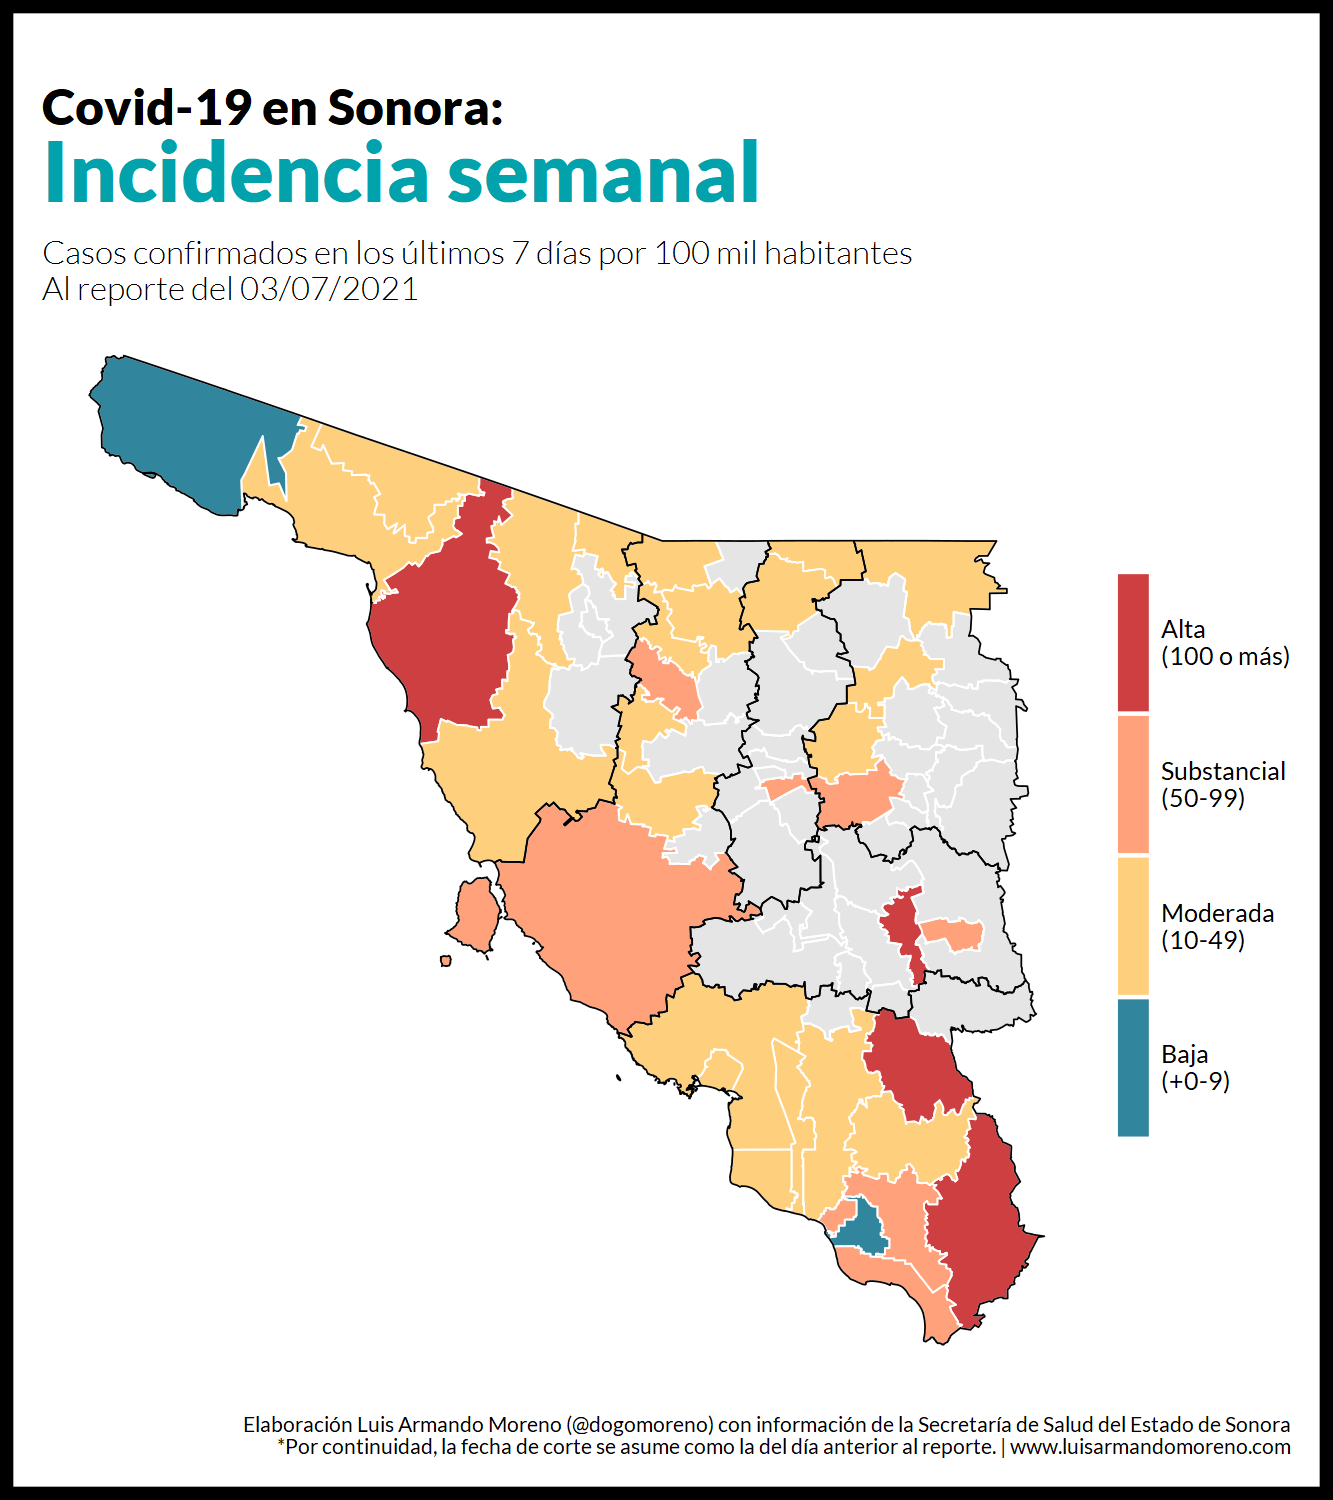 Covid-19 en Sonora:
Incidencia semanal
Casos confirmados en los últimos 7 días por 100 mil habitantes
Al reporte del 03/07/2021
Alta
(100 o más)
Substancial
(50-99)
Moderada
(10-49)
Baja
(+0-9)
Elaboración Luis Armando Moreno (@dogomoreno) con información de la Secretaría de Salud del Estado de Sonora
*Por continuidad, la fecha de corte se asume como la del día anterior al reporte. | www.luisarmandomoreno.com